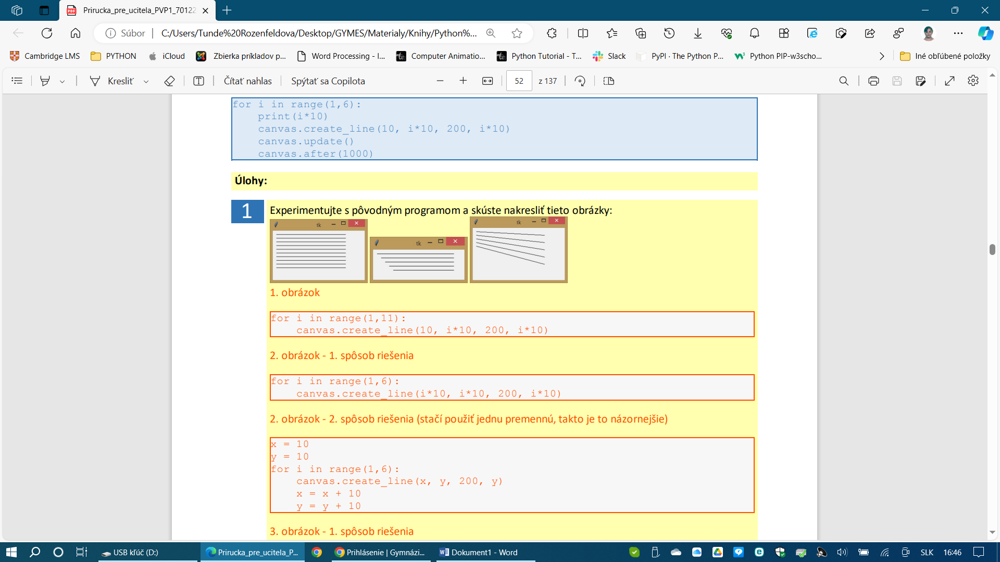 Prirucka_pre_ucitela_PVP1_70122
Súbor
C:/Users/Tunde%20Rozenfeldova/Desktop/GYMES/Materialy/Knihy/Python%...
Cambridge LMS
PYTHON
iCloud
Zbierka príkladov p...
Word Processing - I...
Computer Animatio...
Python Tutorial - T...
Slack
PyPI · The Python P...
Python PIP-w3scho...
Iné obľúbené položky
Kresliť
Čítať nahlas
Spýtať sa Copilota
52
z 137
for i in range(1,6):
    print(i*10)
    canvas.create_line(10, i*10, 200, i*10)
    canvas.update()
    canvas.after(1000)
Úlohy:
1
Experimentujte s pôvodným programom a skúste nakresliť tieto obrázky:
tk
tk
tk
1. obrázok
for i in range(1,11):
    canvas.create_line(10, i*10, 200, i*10)
2. obrázok - 1. spôsob riešenia
for i in range(1,6):
    canvas.create_line(i*10, i*10, 200, i*10)
2. obrázok - 2. spôsob riešenia (stačí použiť jednu premennú, takto je to názornejšie)
x = 10
y = 10
for i in range(1,6):
    canvas.create_line(x, y, 200, y)
    x = x + 10
    y = y + 10
3. obrázok - 1. spôsob riešenia
USB kľúč (D:)
Prirucka_pre_ucitela_P...
Prihlásenie | Gymnázi...
Dokument1 - Word
SLK
16:46